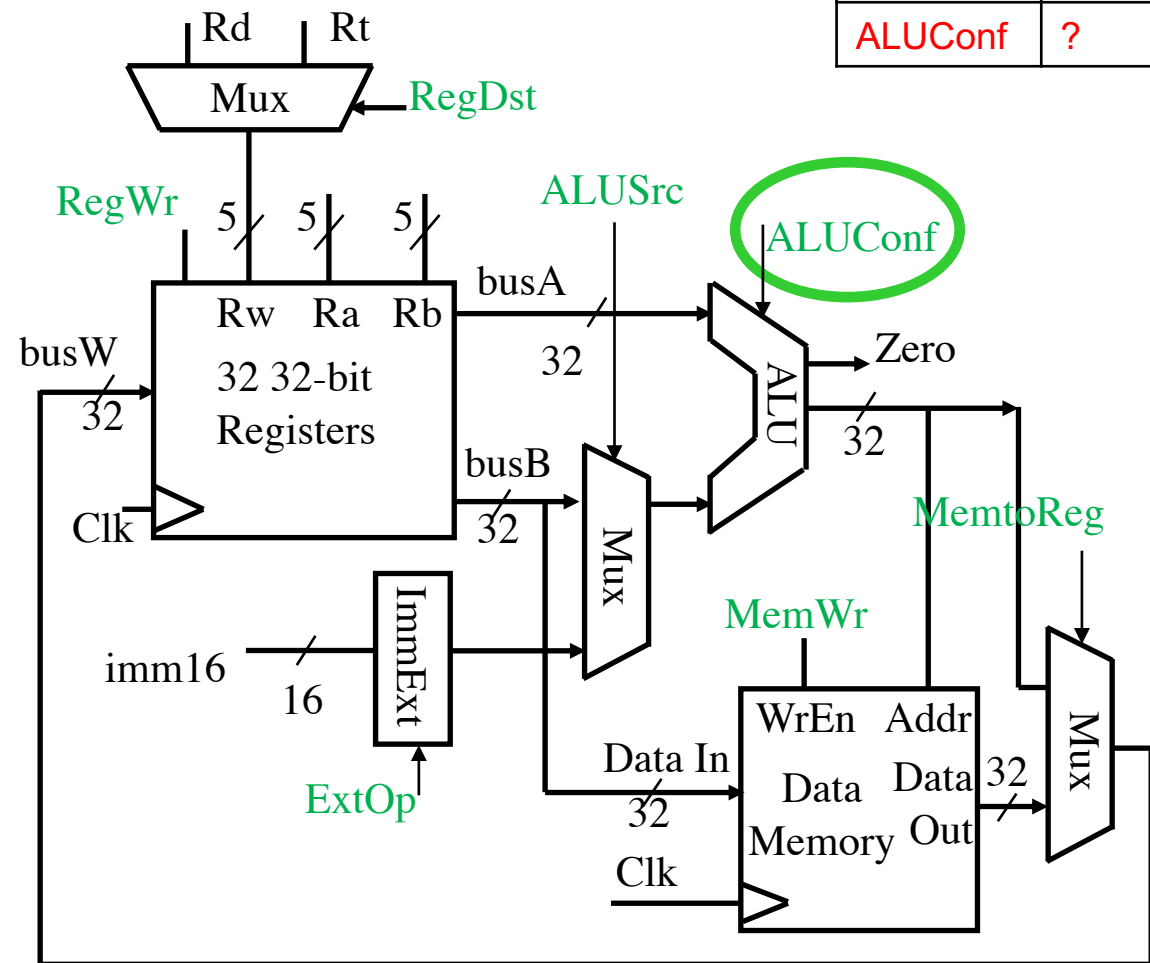 ALUConf ?
Rd Rt
Mux
RegDst
RegWr
5 5 5
ALUSrc
ALUConf
busA
32
Rw Ra Rb
32 32-bit
Registers
busW
32
Clk
Zero
ALU
32
busB
32
Mux
MemtoReg
imm16
16
ImmExt
ExtOp
MemWr
WrEn Addr
Data In
32
Data
Memory
Data
Out
32
Mux
Clk